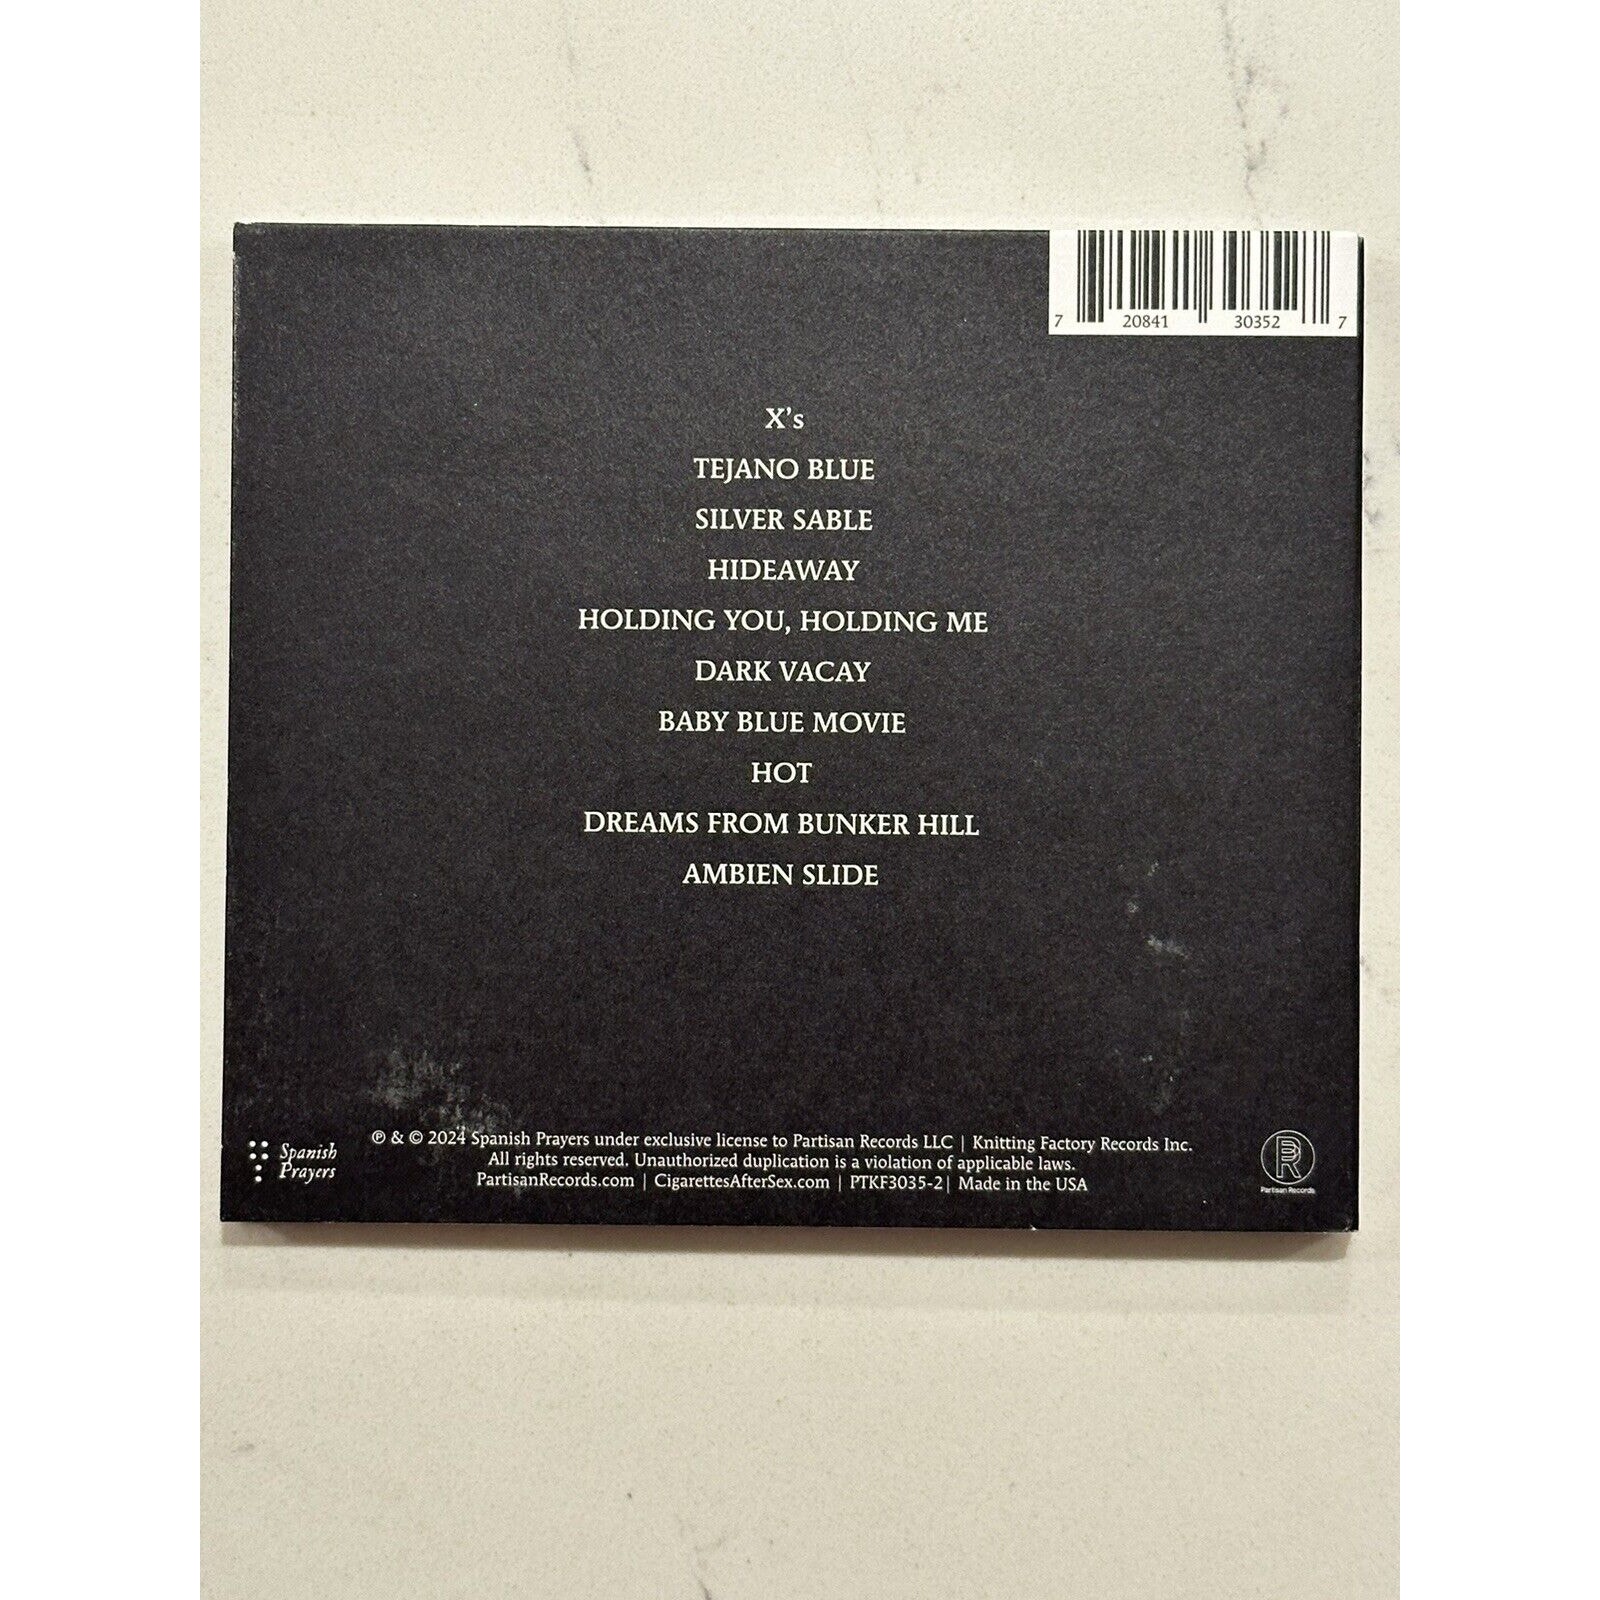 7 20841 30352 7
X's
TEJANO BLUE
SILVER SABLE
HIDEAWAY
HOLDING YOU, HOLDING ME
DARK VACAY
BABY BLUE MOVIE
HOT
DREAMS FROM BUNKER HILL
AMBIEN SLIDE
Spanish
Prayers
℗ & © 2024 Spanish Prayers under exclusive license to Partisan Records LLC | Knitting Factory Records Inc.
All rights reserved. Unauthorized duplication is a violation of applicable laws.
PartisanRecords.com | CigarettesAfterSex.com | PTKF3035-2| Made in the USA
PR
Partisan Records